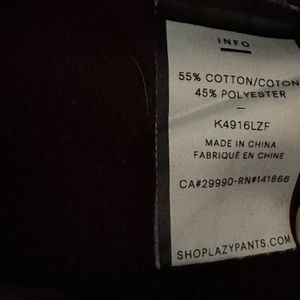 INFO
55% COTTON/COTON
45% POLYESTER
—
K4916LZF
MADE IN CHINA
FABRIQUÉ EN CHINE
CA#29990-RN#141866
SHOPLAZYPANTS.COM